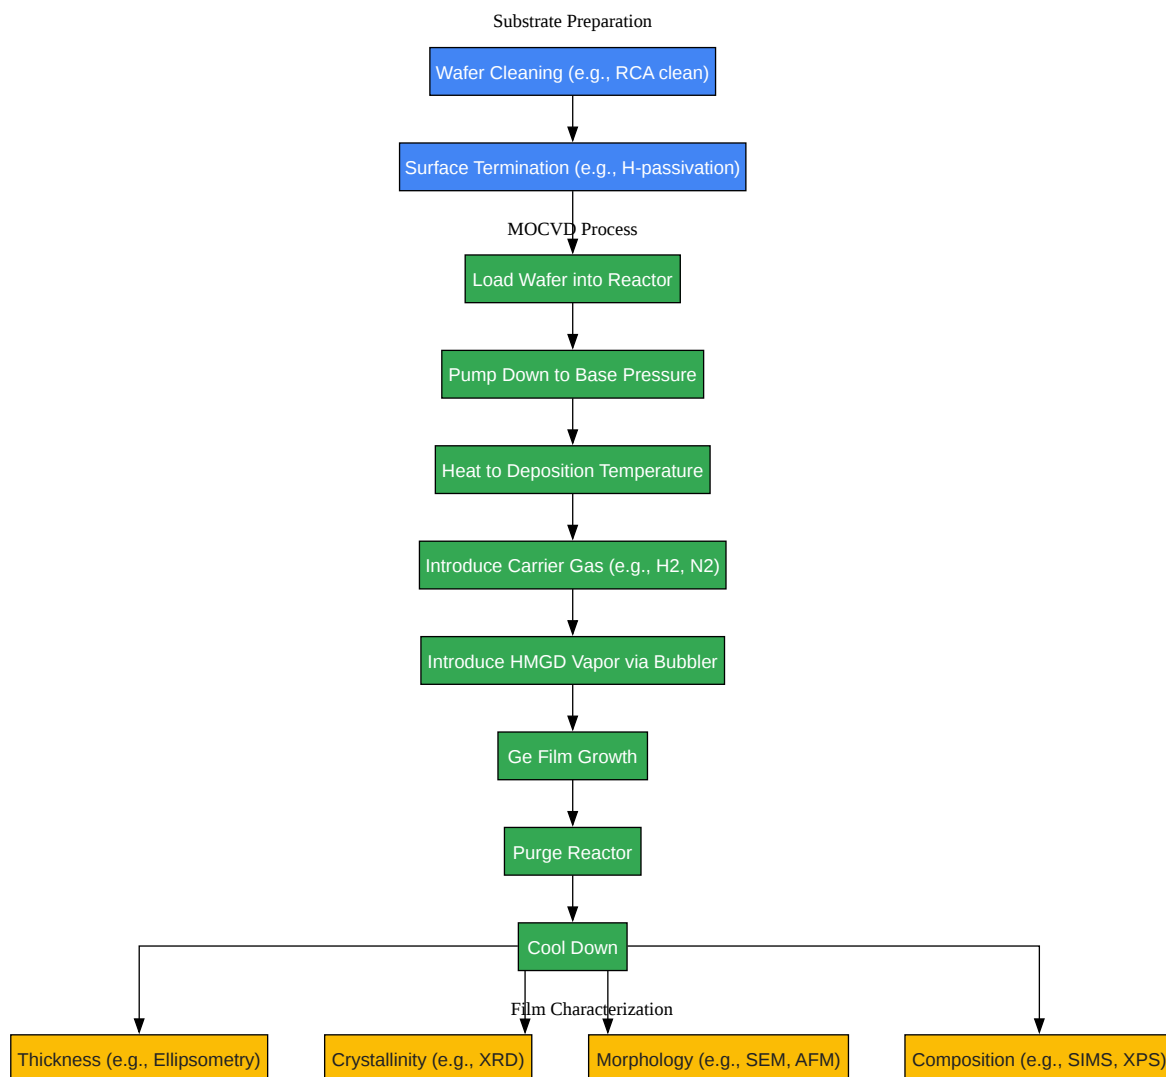 Substrate Preparation
Wafer Cleaning (e.g., RCA clean)
Surface Termination (e.g., H-passivation)
MOCVD Process
Load Wafer into Reactor
Pump Down to Base Pressure
Heat to Deposition Temperature
Introduce Carrier Gas (e.g., H2, N2)
Introduce HMGD Vapor via Bubbler
Ge Film Growth
Purge Reactor
Cool Down
Film Characterization
Thickness (e.g., Ellipsometry)
Crystallinity (e.g., XRD)
Morphology (e.g., SEM, AFM)
Composition (e.g., SIMS, XPS)